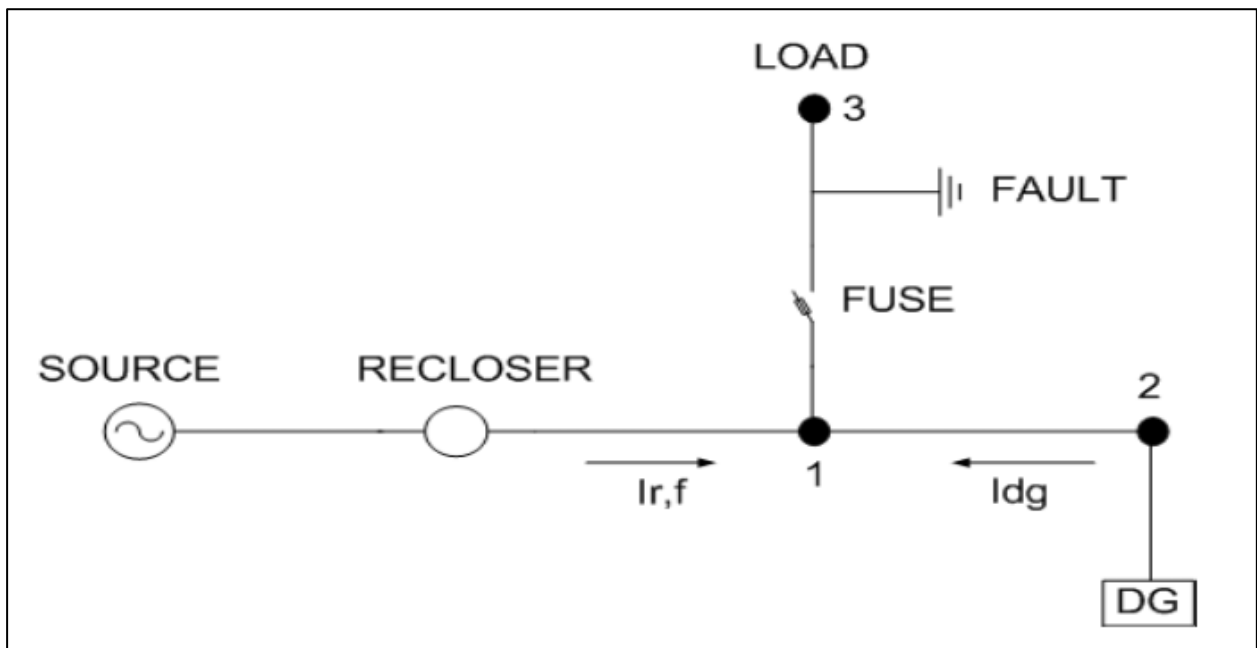 LOAD
3
FAULT
FUSE
SOURCE
RECLOSER
2
1
Ir,f
Idg
DG